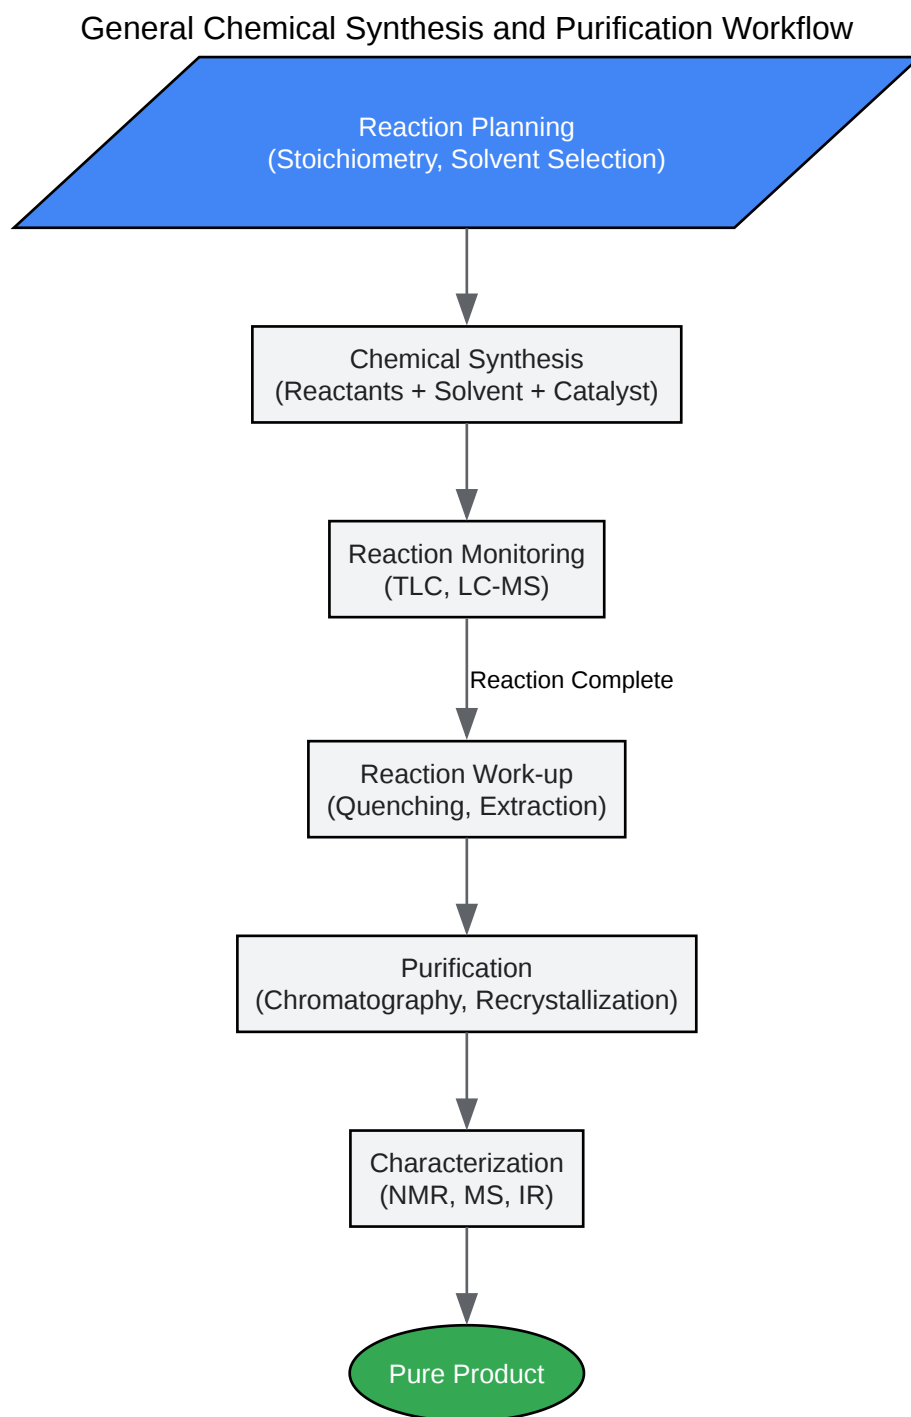 General Chemical Synthesis and Purification Workflow
Reaction Planning
(Stoichiometry, Solvent Selection)
Chemical Synthesis
(Reactants + Solvent + Catalyst)
Reaction Monitoring
(TLC, LC-MS)
Reaction Complete
Reaction Work-up
(Quenching, Extraction)
Purification
(Chromatography, Recrystallization)
Characterization
(NMR, MS, IR)
Pure Product